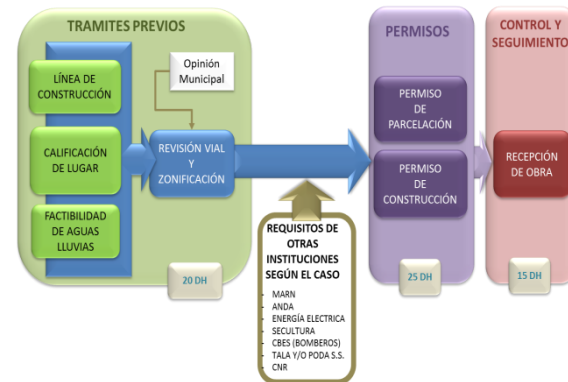 TRAMITES PREVIOS
LÍNEA DE
CONSTRUCCIÓN
CALIFICACIÓN
DE LUGAR
FACTIBILIDAD
DE AGUAS
LLUVIAS
Opinión
Municipal
REVISIÓN VIAL
Y
ZONIFICACIÓN
20 DH
REQUISITOS DE
OTRAS
INSTITUCIONES
SEGÚN EL CASO
- MARN
- ANDA
- ENERGÍA ELECTRICA
- SECULTURA
- CBES (BOMBEROS)
- TALA Y/O PODA S.S.
- CNR
PERMISOS
PERMISO
DE
PARCELACIÓN
PERMISO
DE
CONSTRUCCIÓN
25 DH
CONTROL Y
SEGUIMIENTO
RECEPCIÓN
DE OBRA
15 DH